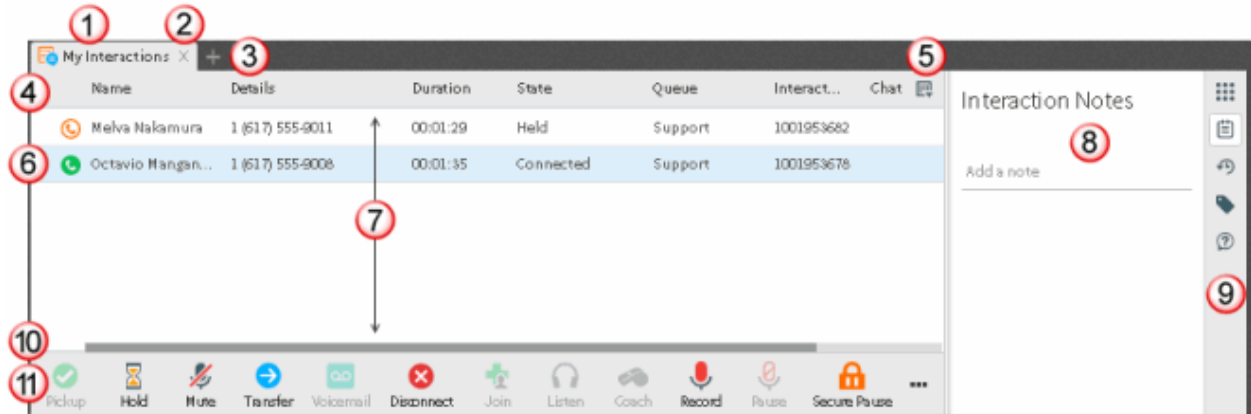 1 2
My Interactions X + 3 5
4 Name Details Duration State Queue Interact... Chat
Melva Nakamura 1 (617) 555-9011 00:01:29 Held Support 1001953682
6 Octavio Mangan... 1 (617) 555-9008 00:01:35 Connected Support 1001953678
7
Interaction Notes
8
Add a note
9
10
11
Pickup Hold Mute Transfer Voicemail Disconnect Join Listen Coach Record Pause Secure Pause ...